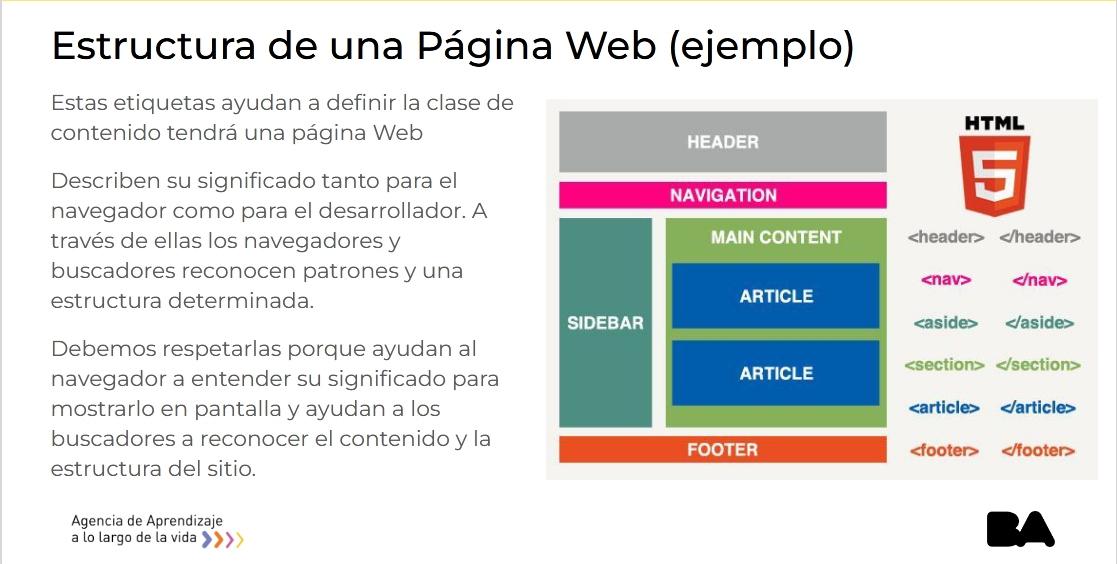 Estructura de una Página Web (ejemplo)
Estas etiquetas ayudan a definir la clase de
contenido tendrá una página Web
Describen su significado tanto para el
navegador como para el desarrollador. A
través de ellas los navegadores y
buscadores reconocen patrones y una
estructura determinada.
Debemos respetarlas porque ayudan al
navegador a entender su significado para
mostrarlo en pantalla y ayudan a los
buscadores a reconocer el contenido y la
estructura del sitio.
HEADER
NAVIGATION
SIDEBAR
MAIN CONTENT
ARTICLE
ARTICLE
FOOTER
HTML
5
<header> </header>
<nav> </nav>
<aside> </aside>
<section> </section>
<article> </article>
<footer> </footer>
Agencia de Aprendizaje
a lo largo de la vida
BA